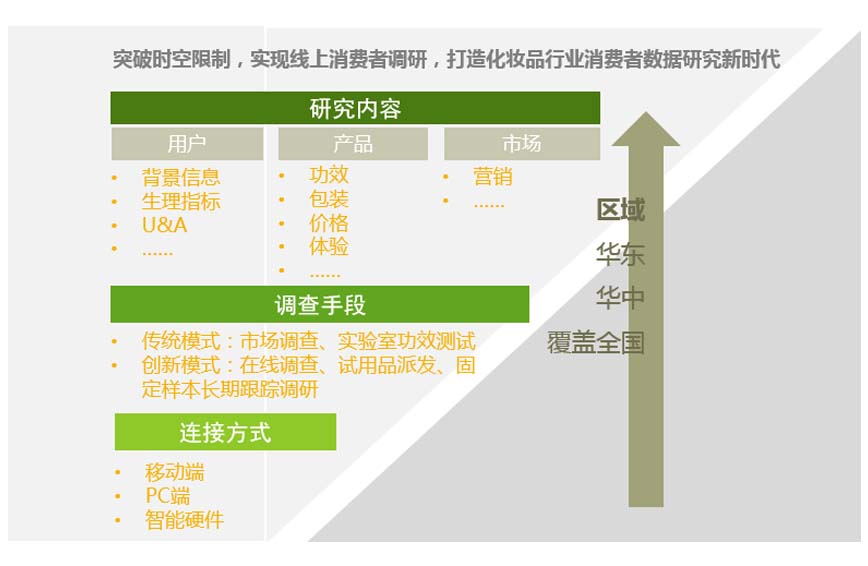 突破时空限制，实现线上消费者调研，打造化妆品行业消费者数据研究新时代
研究内容
用户
• 背景信息
• 生理指标
• U&A
• ......
产品
• 功效
• 包装
• 价格
• 体验
• ......
市场
• 营销
• ......
调查手段
• 传统模式：市场调查、实验室功效测试
• 创新模式：在线调查、试用品派发、固
定样本长期跟踪调研
连接方式
• 移动端
• PC端
• 智能硬件
区域
华东
华中
覆盖全国